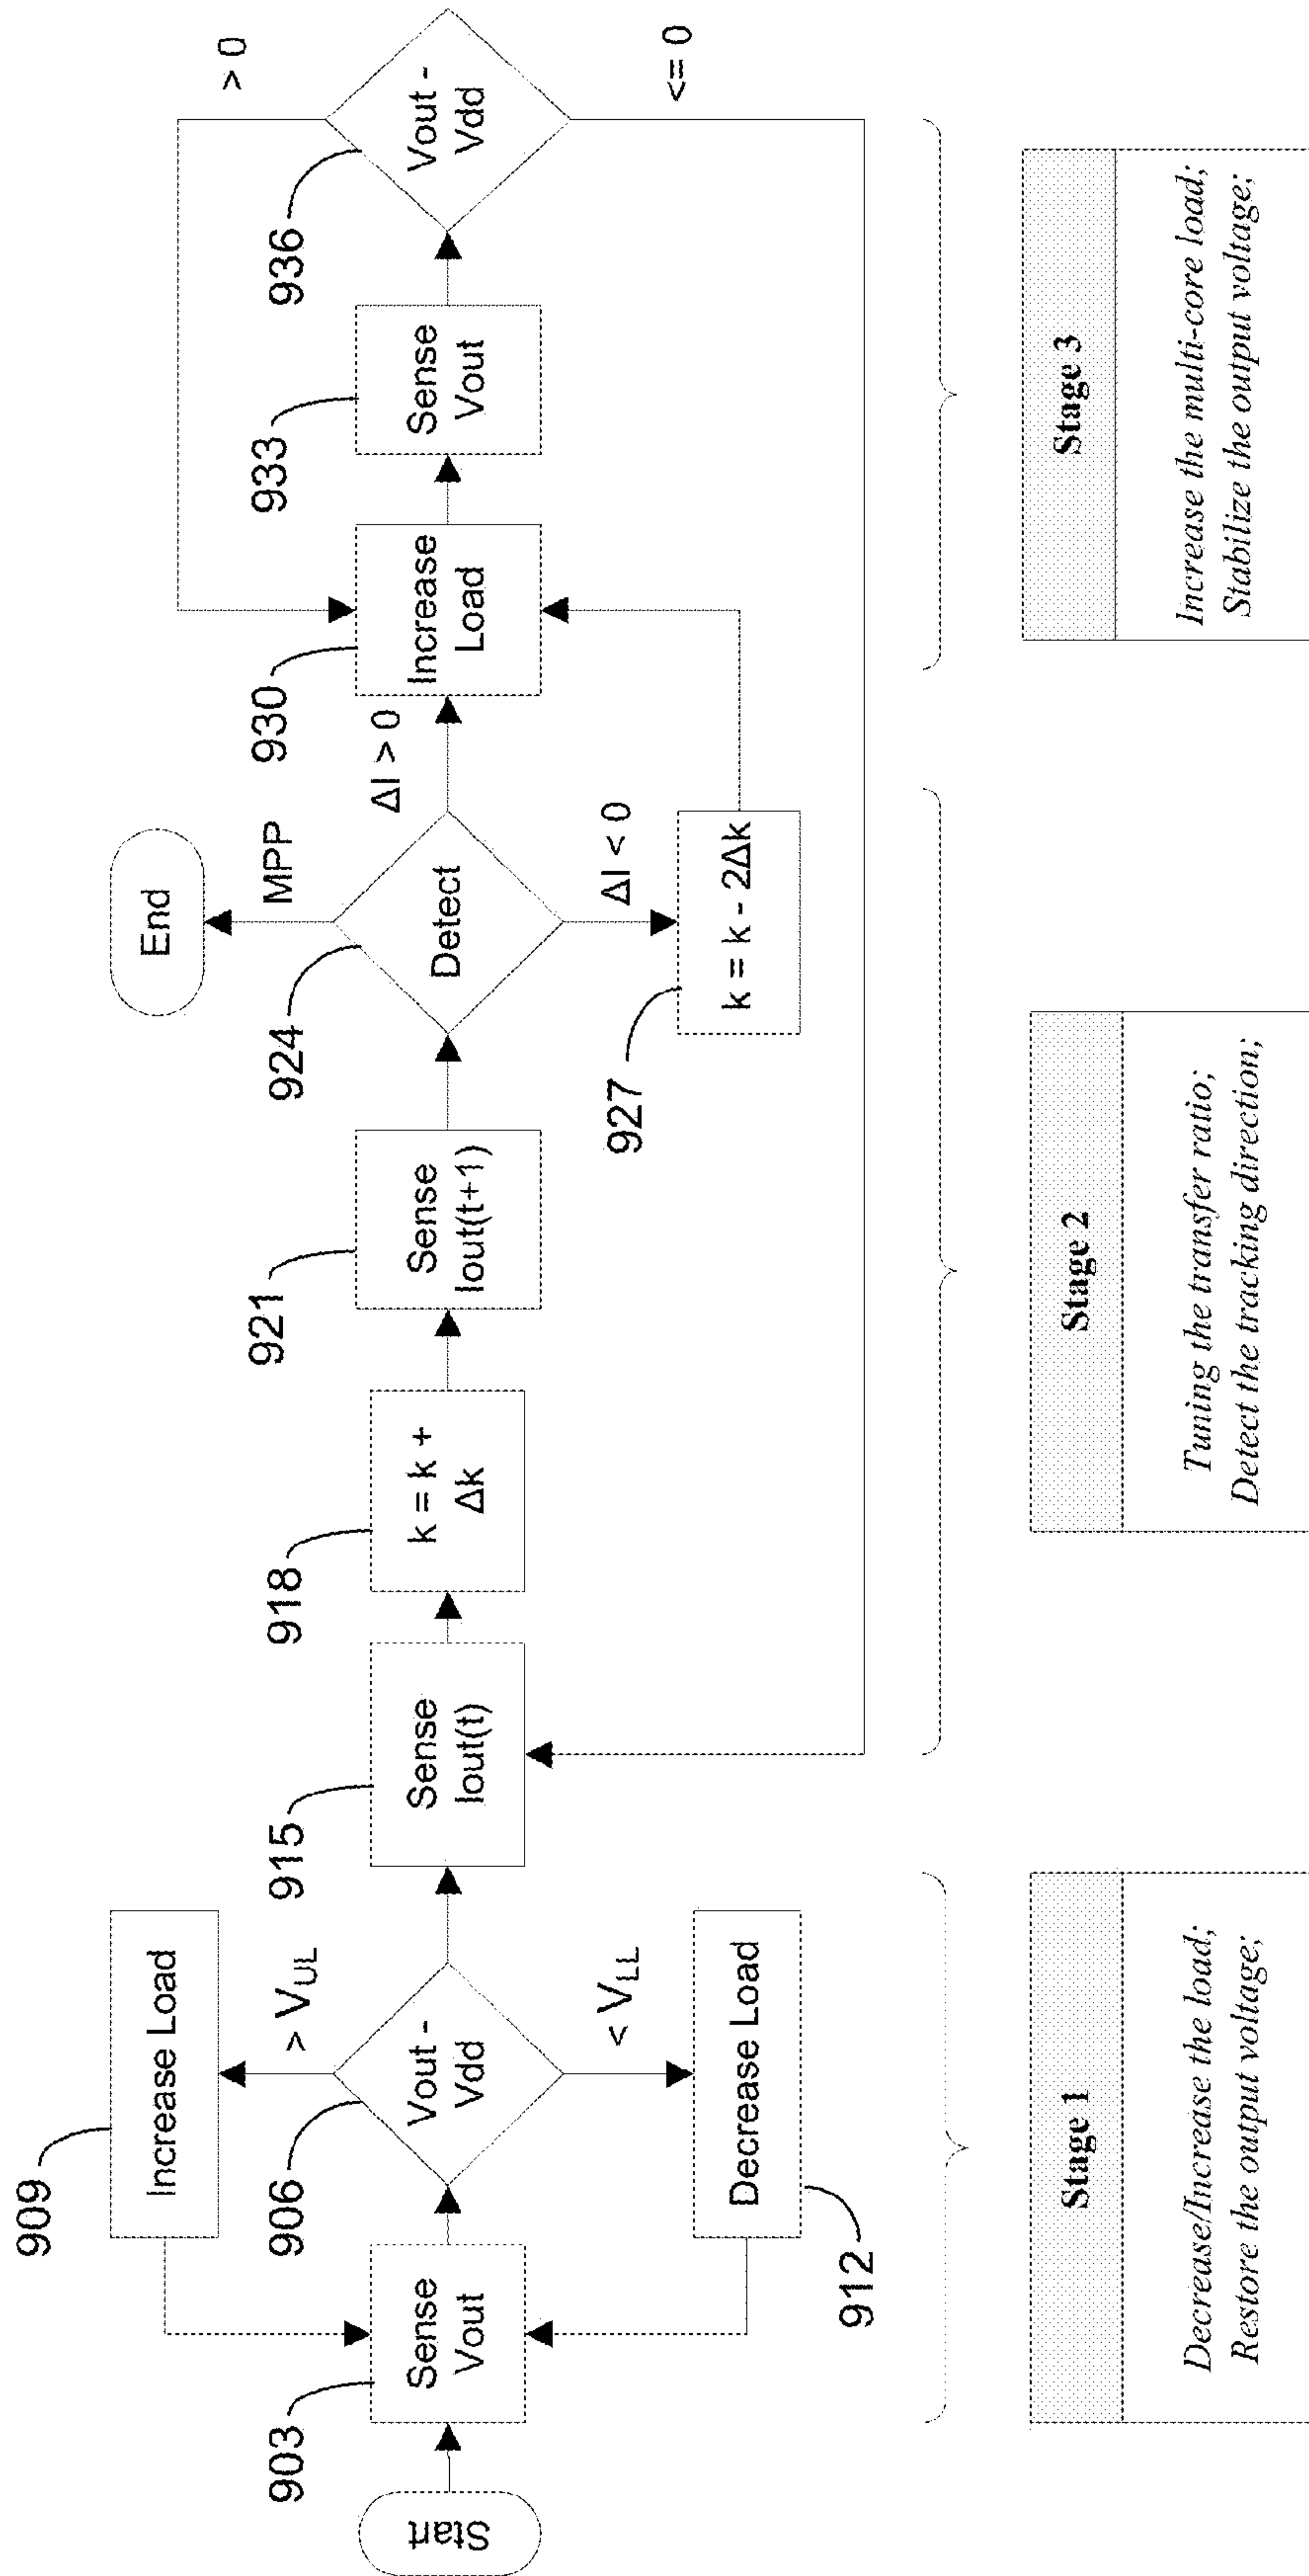 Start
903
Sense
Vout
906
Vout -
Vdd
> V_UL
909
Increase Load
< V_LL
912
Decrease Load
915
Sense
Iout(t)
918
k = k +
Δk
921
Sense
Iout(t+1)
924
Detect
MPP
End
ΔI > 0
ΔI < 0
927
k = k - 2Δk
930
Increase
Load
933
Sense
Vout
936
Vout -
Vdd
> 0
<= 0
Stage 1
Decrease/Increase the load;
Restore the output voltage;
Stage 2
Tuning the transfer ratio;
Detect the tracking direction;
Stage 3
Increase the multi-core load;
Stabilize the output voltage;